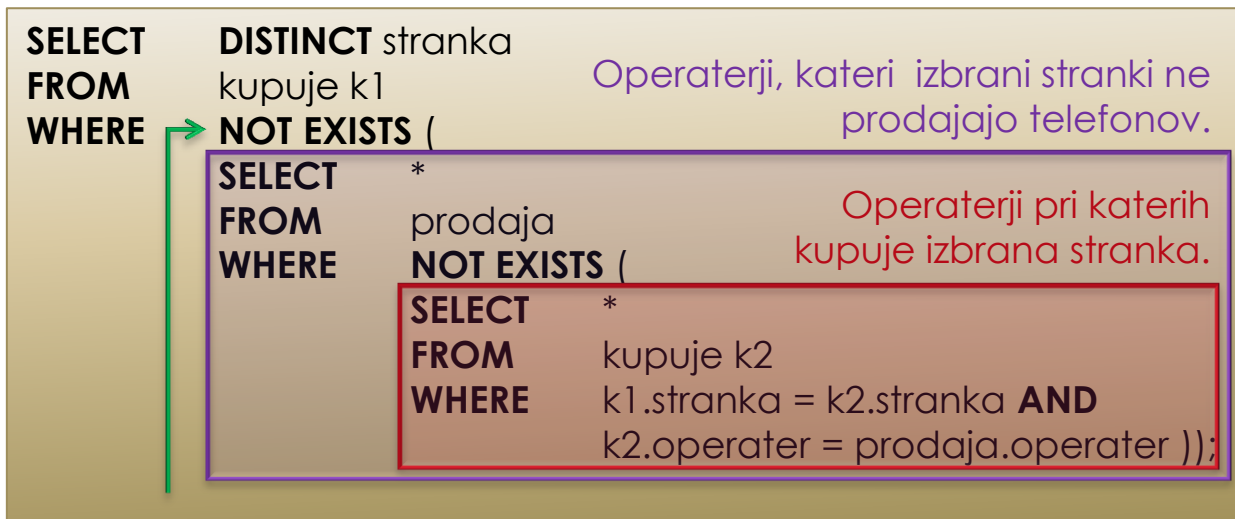 SELECT DISTINCT stranka
FROM kupuje k1
WHERE NOT EXISTS (
Operaterji, kateri izbrani stranki ne
prodajajo telefonov.
SELECT *
FROM prodaja
WHERE NOT EXISTS (
Operaterji pri katerih
kupuje izbrana stranka.
SELECT *
FROM kupuje k2
WHERE k1.stranka = k2.stranka AND
k2.operater = prodaja.operater ));